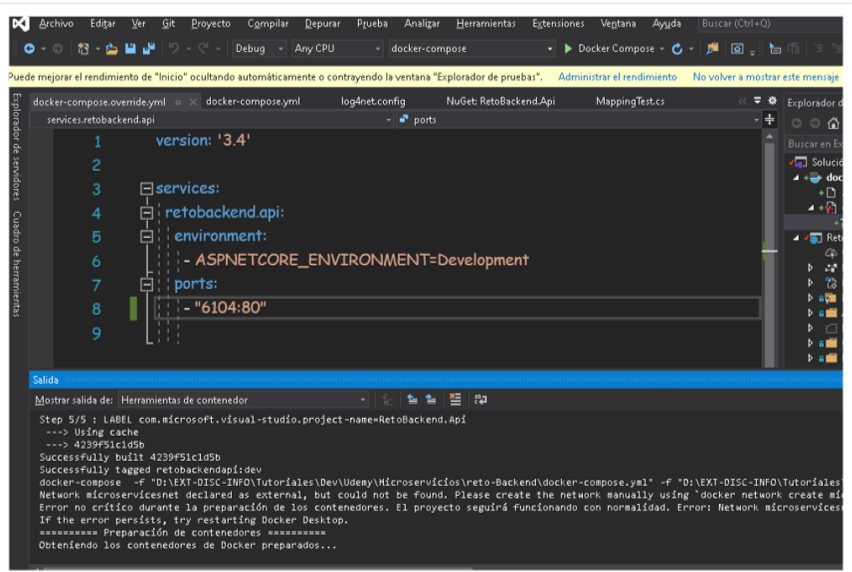 Archivo Editar Ver Git Proyecto Compilar Depurar Prueba Analizar Herramientas Extensiones Ventana Ayuda Buscar (Ctrl+Q)
Debug Any CPU docker-compose Docker Compose
Puede mejorar el rendimiento de "Inicio" ocultando automáticamente o contrayendo la ventana "Explorador de pruebas". Administrar el rendimiento No volver a mostrar este mensaje
Explorador de servidores
Cuadro de herramientas
docker-compose.override.yml docker-compose.yml log4net.config NuGet: RetoBackend.Api MappingTest.cs
services.retobackend.api ports
1 version: '3.4'
2
3 services:
4 retobackend.api:
5 environment:
6 - ASPNETCORE_ENVIRONMENT=Development
7 ports:
8 - "6104:80"
9
Explorador d
Buscar en Ex
Solució
doc
Ret
Salida
Mostrar salida de: Herramientas de contenedor
Step 5/5 : LABEL com.microsoft.visual-studio.project-name=RetoBackend.Api
---> Using cache
---> 4239f51c1d5b
Successfully built 4239f51c1d5b
Successfully tagged retobackendapi:dev
docker-compose -f "D:\EXT-DISC-INFO\Tutoriales\Dev\Udemy\Microservicios\reto-Backend\docker-compose.yml" -f "D:\EXT-DISC-INFO\Tutoriales\
Network microservicesnet declared as external, but could not be found. Please create the network manually using `docker network create mi
Error no crítico durante la preparación de los contenedores. El proyecto seguirá funcionando con normalidad. Error: Network microservices
If the error persists, try restarting Docker Desktop.
========== Preparación de contenedores ==========
Obteniendo los contenedores de Docker preparados...